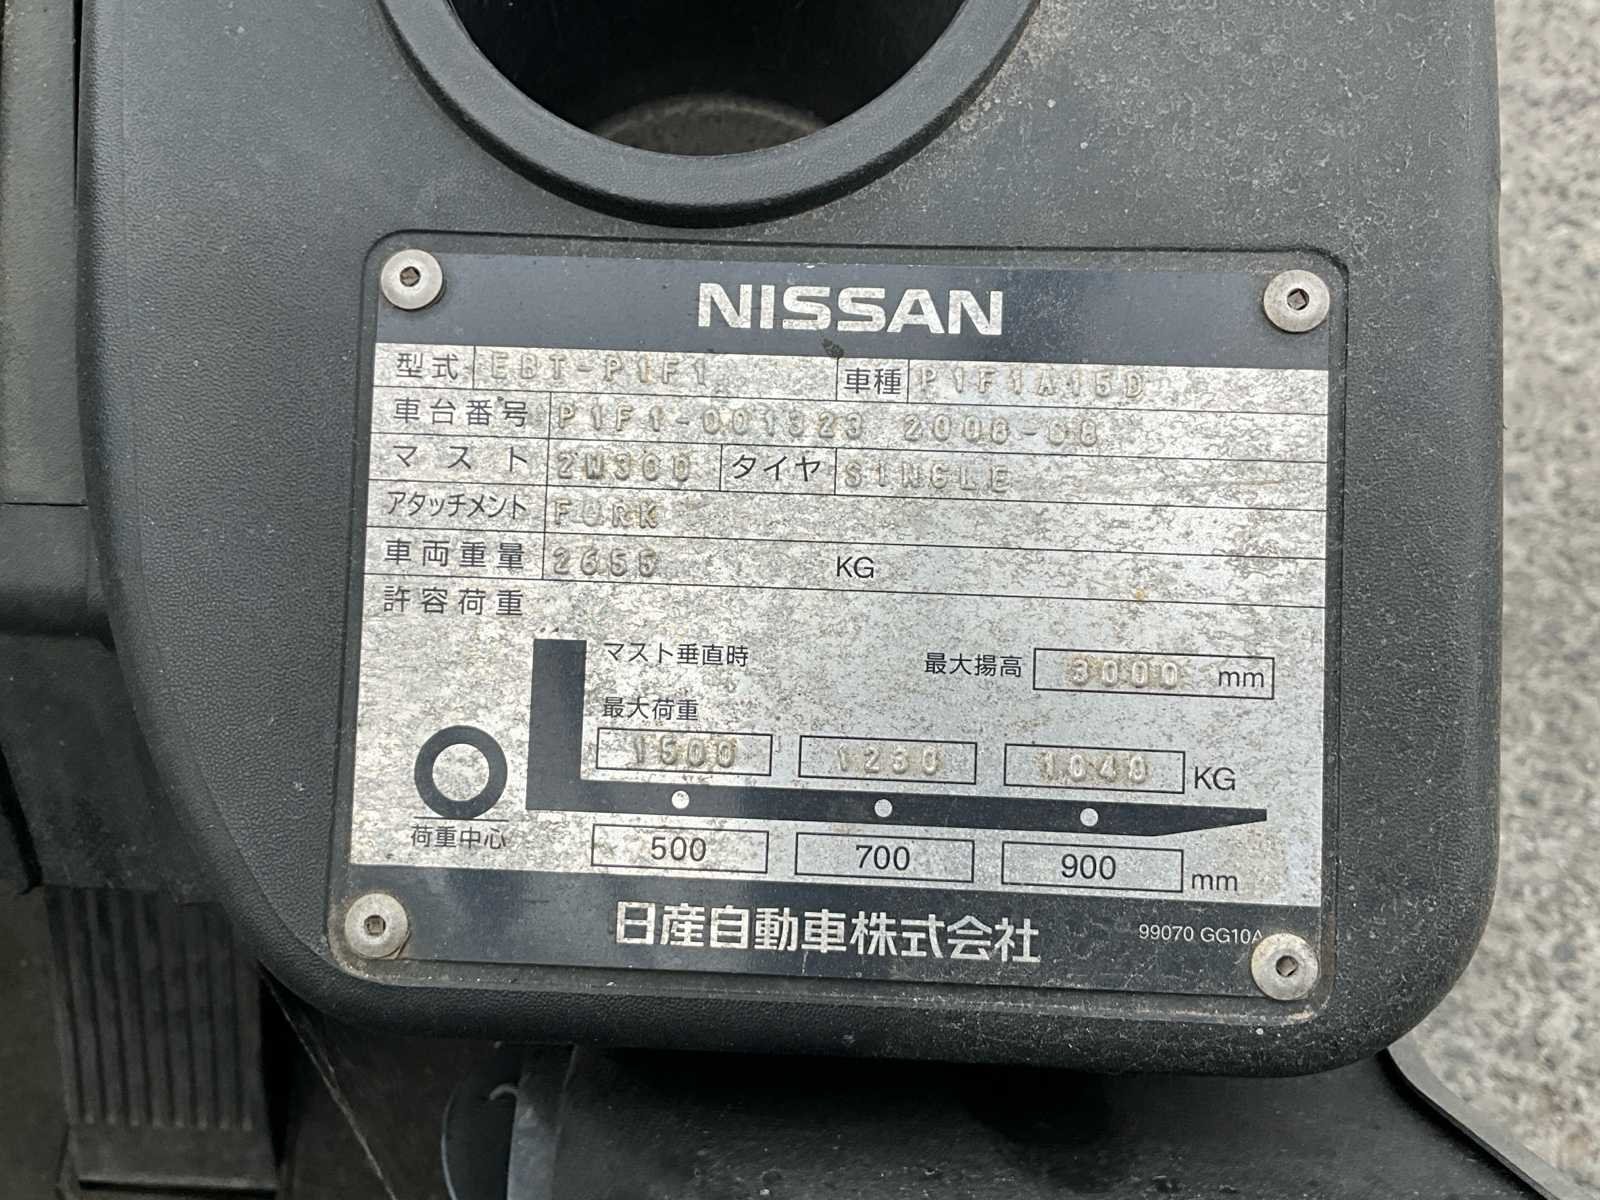 NISSAN
型式 EBT-P1F1 車種 P1F1A15D
車台番号 P1F1-001323 2008-08
マスト 2W300 タイヤ SINGLE
アタッチメント FORK
車両重量 2655 KG
許容荷重
マスト垂直時 最大揚高 3000 mm
最大荷重
1500 1230 1040 KG
荷重中心
500 700 900 mm
日産自動車株式会社 99070 GG10A